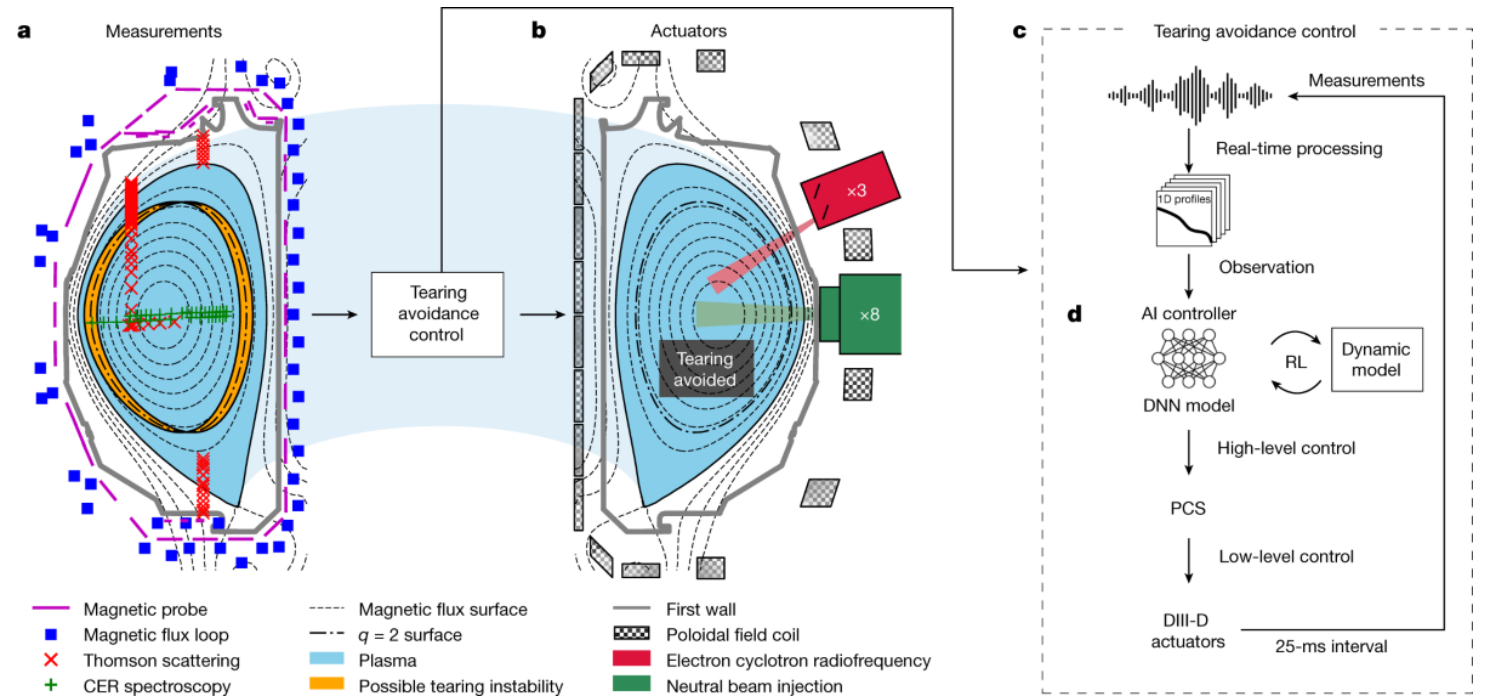 a
Measurements
b
Actuators
c
Tearing avoidance control
Measurements
Real-time processing
1D profiles
Observation
d
AI controller
RL
Dynamic
model
DNN model
High-level control
PCS
Low-level control
DIII-D
actuators
25-ms interval
Tearing
avoidance
control
×3
×8
Tearing
avoided
Magnetic probe
Magnetic flux loop
Thomson scattering
CER spectroscopy
Magnetic flux surface
q = 2 surface
Plasma
Possible tearing instability
First wall
Poloidal field coil
Electron cyclotron radiofrequency
Neutral beam injection